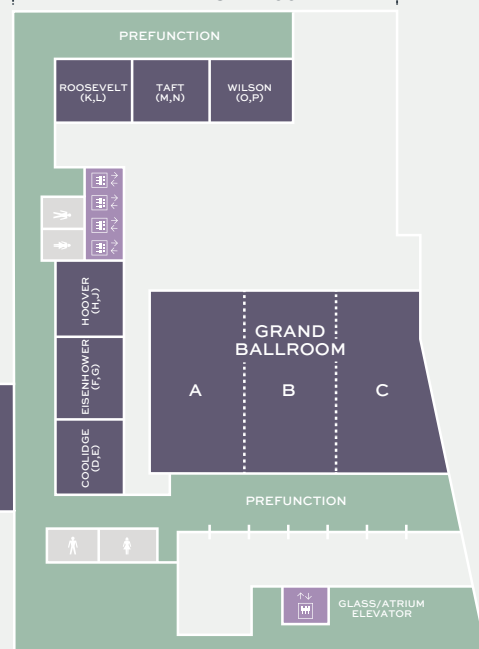 PREFUNCTION
ROOSEVELT
(K,L)
TAFT
(M,N)
WILSON
(O,P)
HOOVER
(H,J)
EISENHOWER
(F,G)
COOLIDGE
(D,E)
GRAND
BALLROOM
A
B
C
PREFUNCTION
GLASS/ATRIUM
ELEVATOR